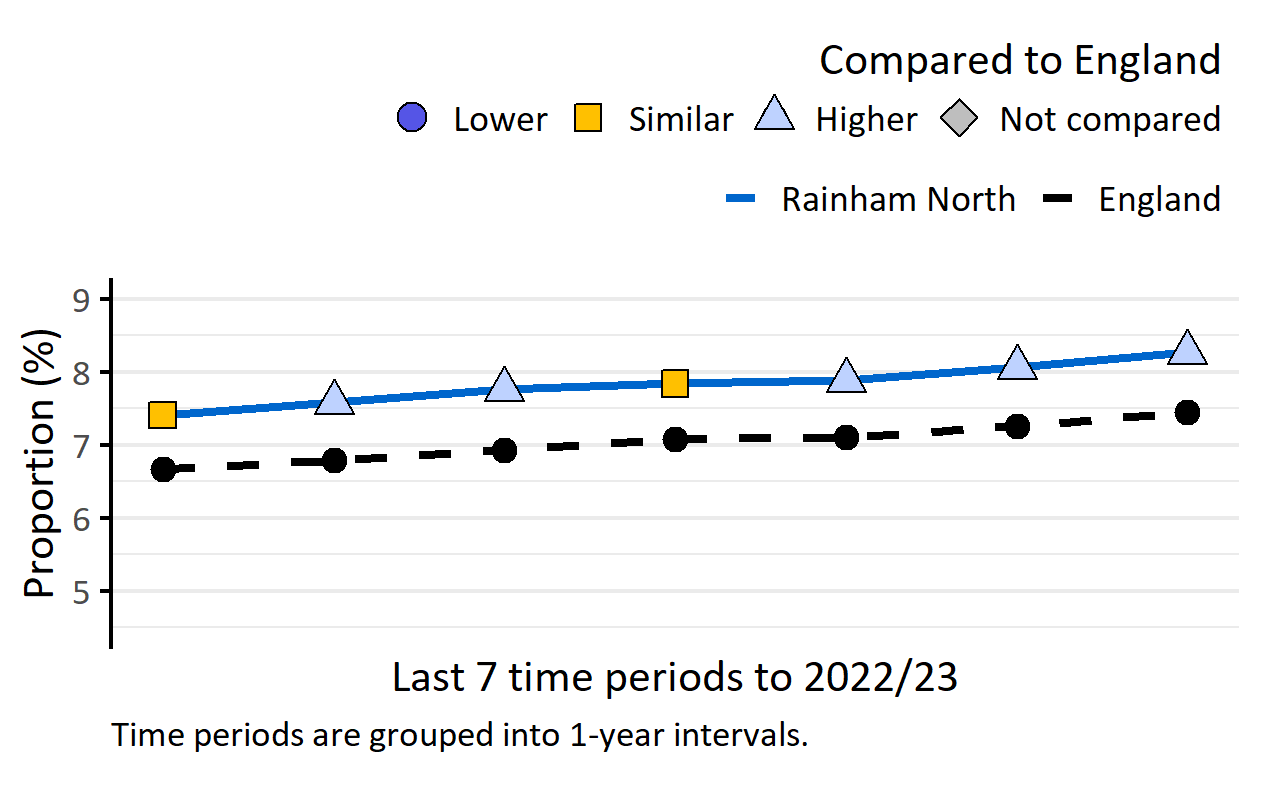 Compared to England
Lower Similar Higher Not compared
Rainham North England
9
8
7
6
5
Proportion (%)
Last 7 time periods to 2022/23
Time periods are grouped into 1-year intervals.